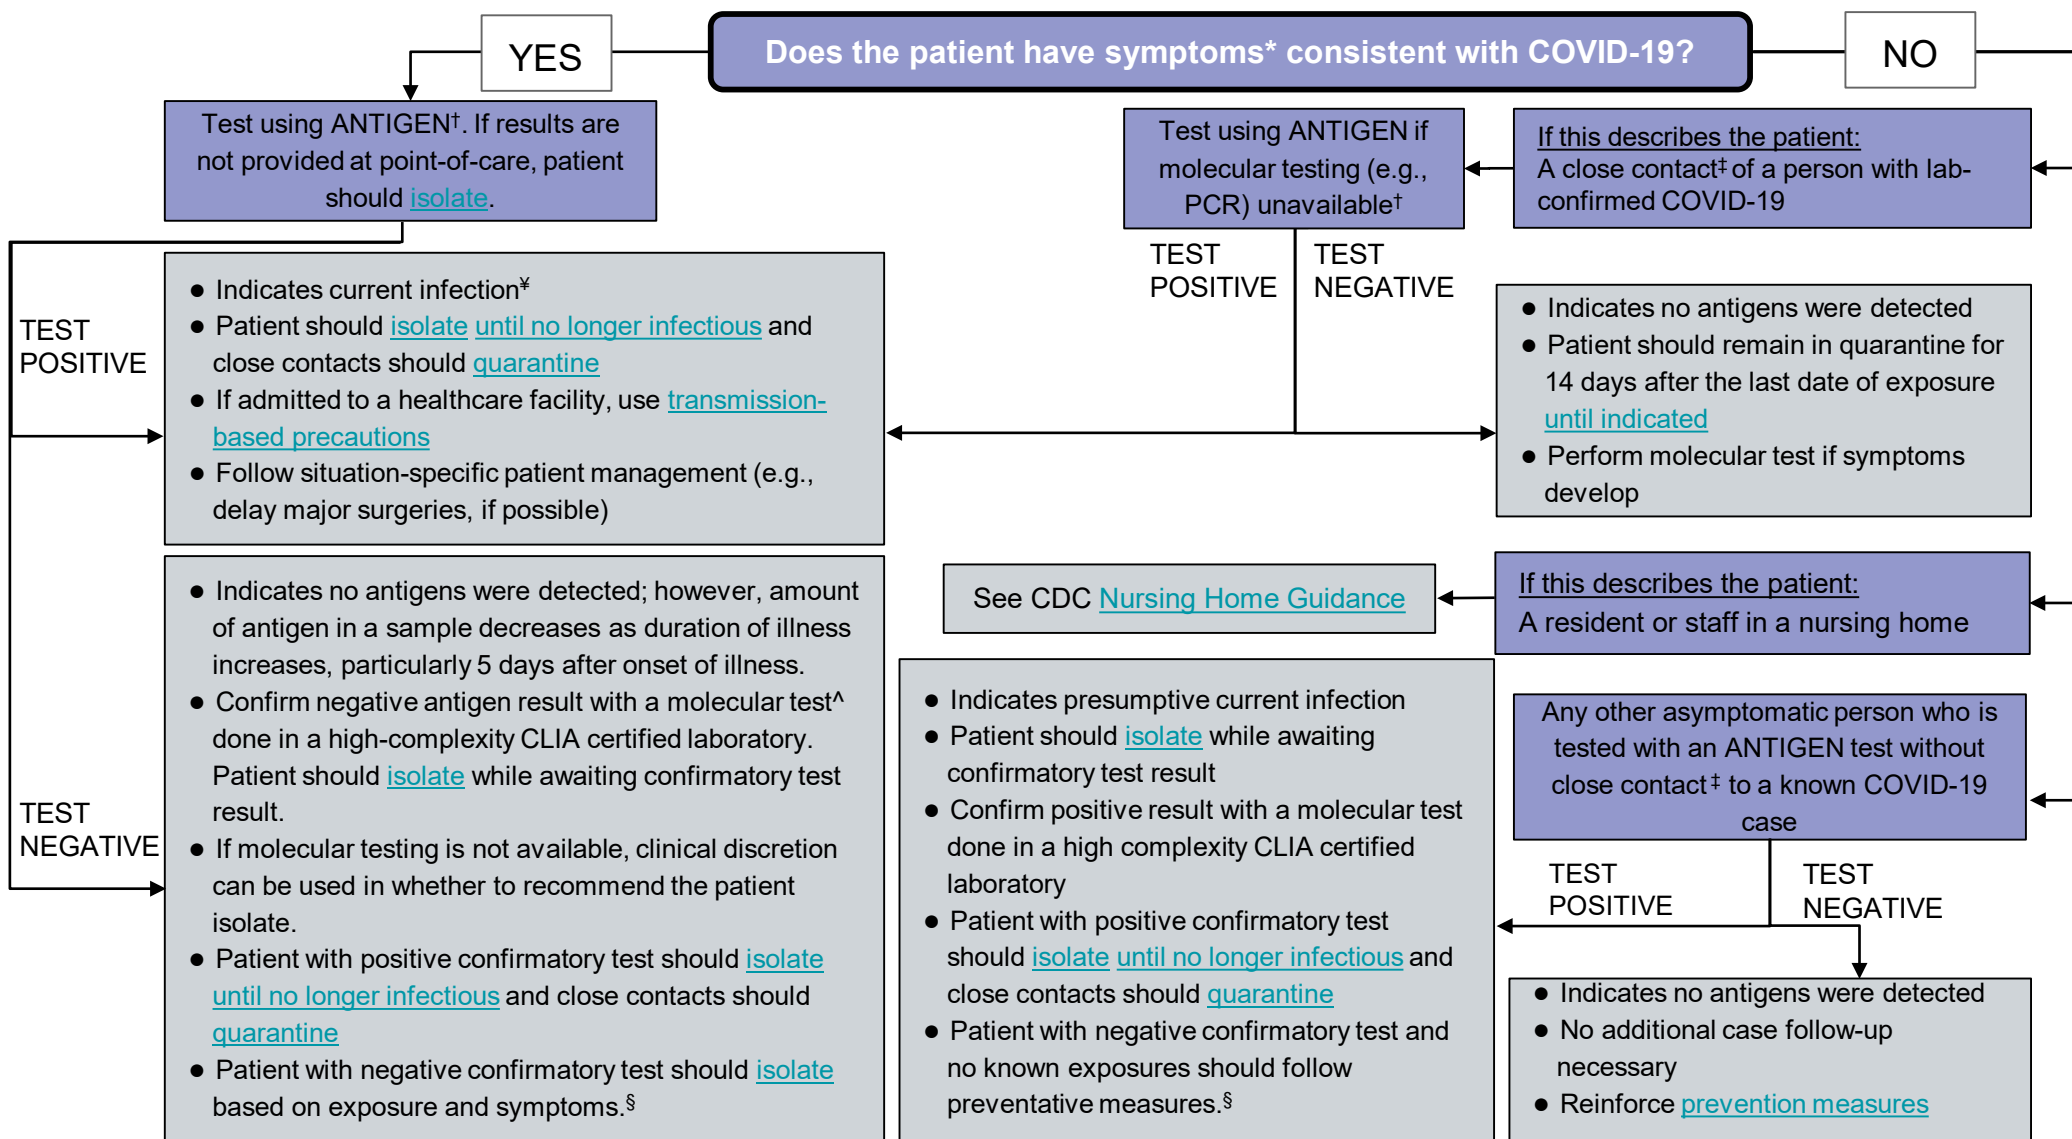 Does the patient have symptoms* consistent with COVID-19?
YES
NO
Test using ANTIGEN†. If results are
not provided at point-of-care, patient
should isolate.
TEST
POSITIVE
● Indicates current infection¥
● Patient should isolate until no longer infectious and
close contacts should quarantine
● If admitted to a healthcare facility, use transmission-
based precautions
● Follow situation-specific patient management (e.g.,
delay major surgeries, if possible)
TEST
NEGATIVE
● Indicates no antigens were detected; however, amount
of antigen in a sample decreases as duration of illness
increases, particularly 5 days after onset of illness.
● Confirm negative antigen result with a molecular test^
done in a high-complexity CLIA certified laboratory.
Patient should isolate while awaiting confirmatory test
result.
● If molecular testing is not available, clinical discretion
can be used in whether to recommend the patient
isolate.
● Patient with positive confirmatory test should isolate
until no longer infectious and close contacts should
quarantine
● Patient with negative confirmatory test should isolate
based on exposure and symptoms.§
If this describes the patient:
A close contact‡ of a person with lab-
confirmed COVID-19
Test using ANTIGEN if
molecular testing (e.g.,
PCR) unavailable†
TEST
POSITIVE
TEST
NEGATIVE
● Indicates no antigens were detected
● Patient should remain in quarantine for
14 days after the last date of exposure
until indicated
● Perform molecular test if symptoms
develop
If this describes the patient:
A resident or staff in a nursing home
See CDC Nursing Home Guidance
Any other asymptomatic person who is
tested with an ANTIGEN test without
close contact‡ to a known COVID-19
case
TEST
POSITIVE
TEST
NEGATIVE
● Indicates presumptive current infection
● Patient should isolate while awaiting
confirmatory test result
● Confirm positive result with a molecular test
done in a high complexity CLIA certified
laboratory
● Patient with positive confirmatory test
should isolate until no longer infectious and
close contacts should quarantine
● Patient with negative confirmatory test and
no known exposures should follow
preventative measures.§
● Indicates no antigens were detected
● No additional case follow-up
necessary
● Reinforce prevention measures